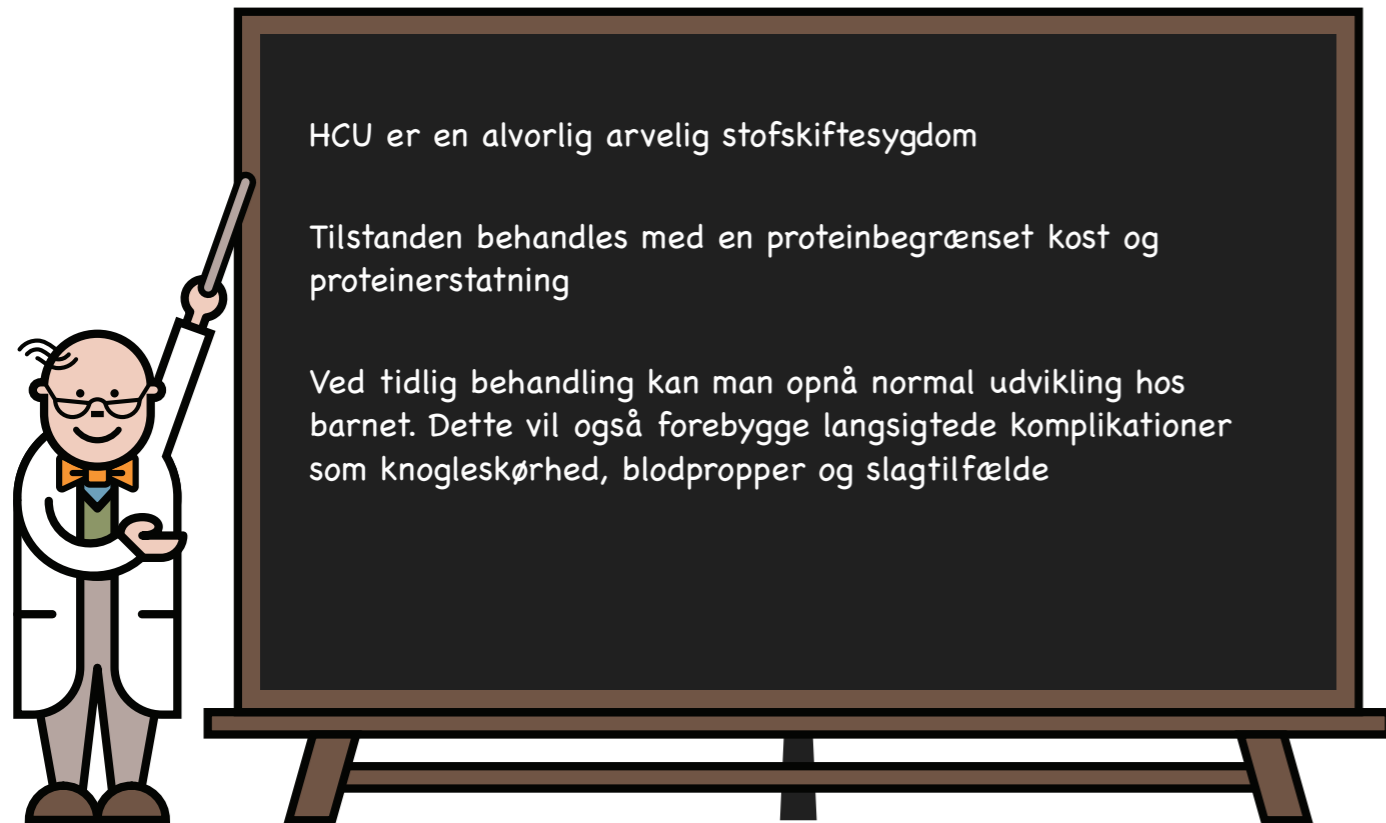 HCU er en alvorlig arvelig stofskiftesygdom
Tilstanden behandles med en proteinbegrænset kost og
proteinerstatning
Ved tidlig behandling kan man opnå normal udvikling hos
barnet. Dette vil også forebygge langsigtede komplikationer
som knogleskørhed, blodpropper og slagtilfælde